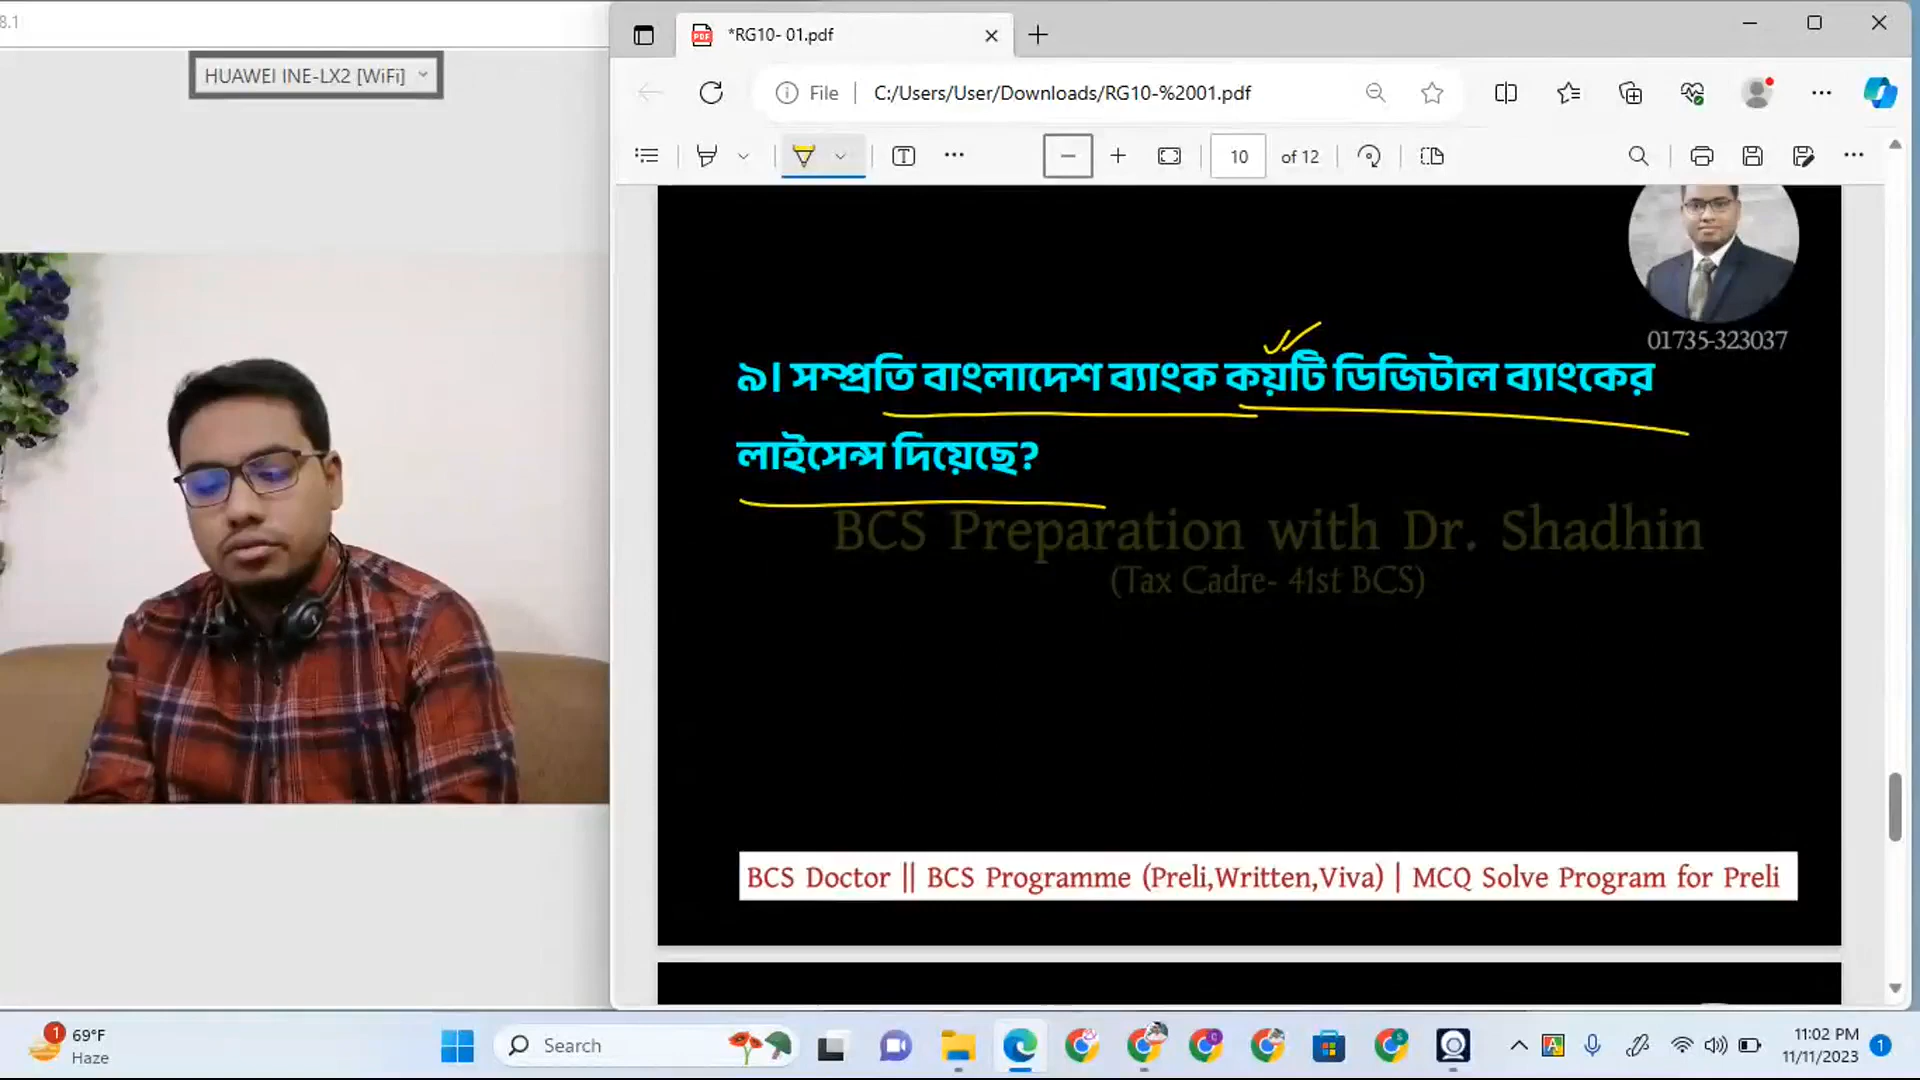 8.1
HUAWEI INE-LX2 [WiFi]
*RG10- 01.pdf
File
C:/Users/User/Downloads/RG10-%2001.pdf
10
of 12
01735-323037
৯। সম্প্রতি বাংলাদেশ ব্যাংক কয়টি ডিজিটাল ব্যাংকের
লাইসেন্স দিয়েছে?
BCS Preparation with Dr. Shadhin
(Tax Cadre- 41st BCS)
BCS Doctor || BCS Programme (Preli,Written,Viva) | MCQ Solve Program for Preli
1
69°F
Haze
Search
11:02 PM
11/11/2023
1